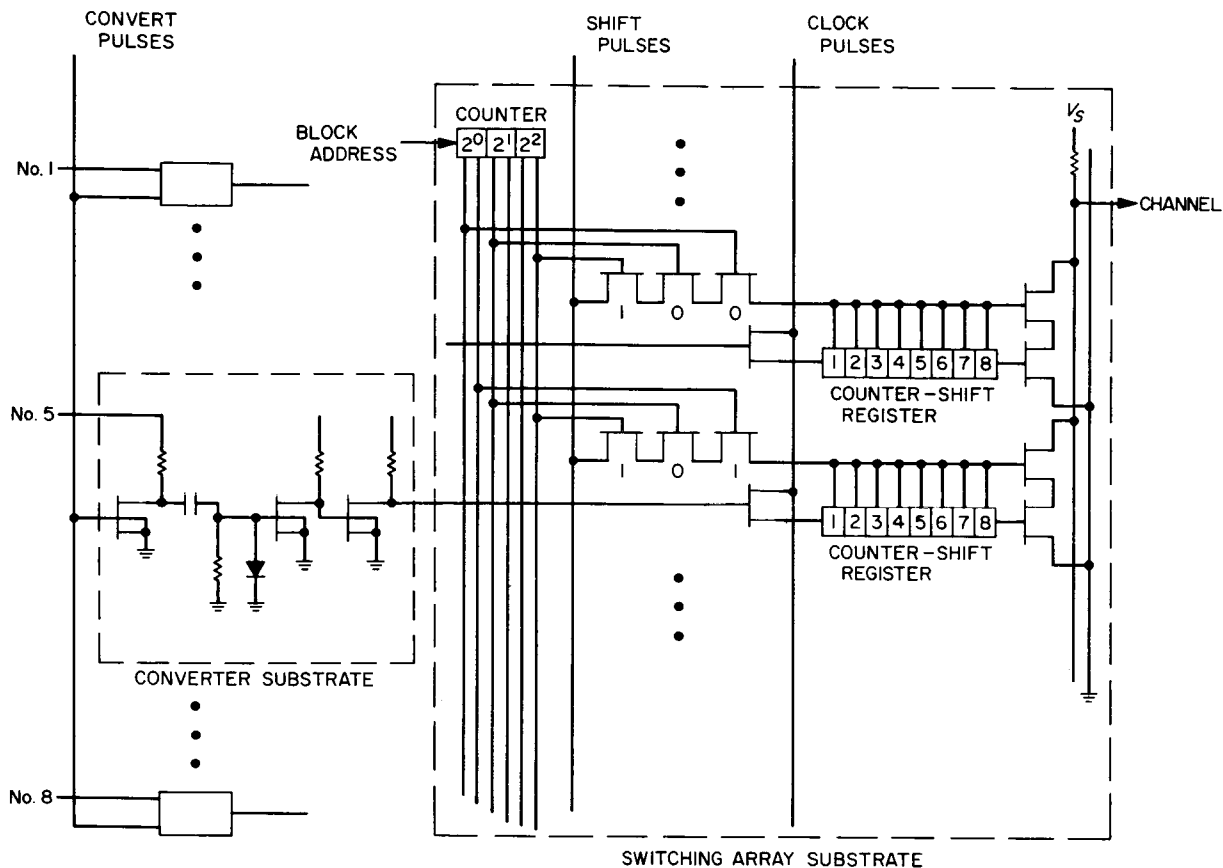 CONVERT
PULSES
SHIFT
PULSES
CLOCK
PULSES
COUNTER
BLOCK
ADDRESS
2⁰ 2¹ 2²
V_S
No. 1
CHANNEL
1 0 0
1 2 3 4 5 6 7 8
COUNTER – SHIFT
REGISTER
No. 5
1 0 1
1 2 3 4 5 6 7 8
COUNTER – SHIFT
REGISTER
CONVERTER SUBSTRATE
No. 8
SWITCHING ARRAY SUBSTRATE